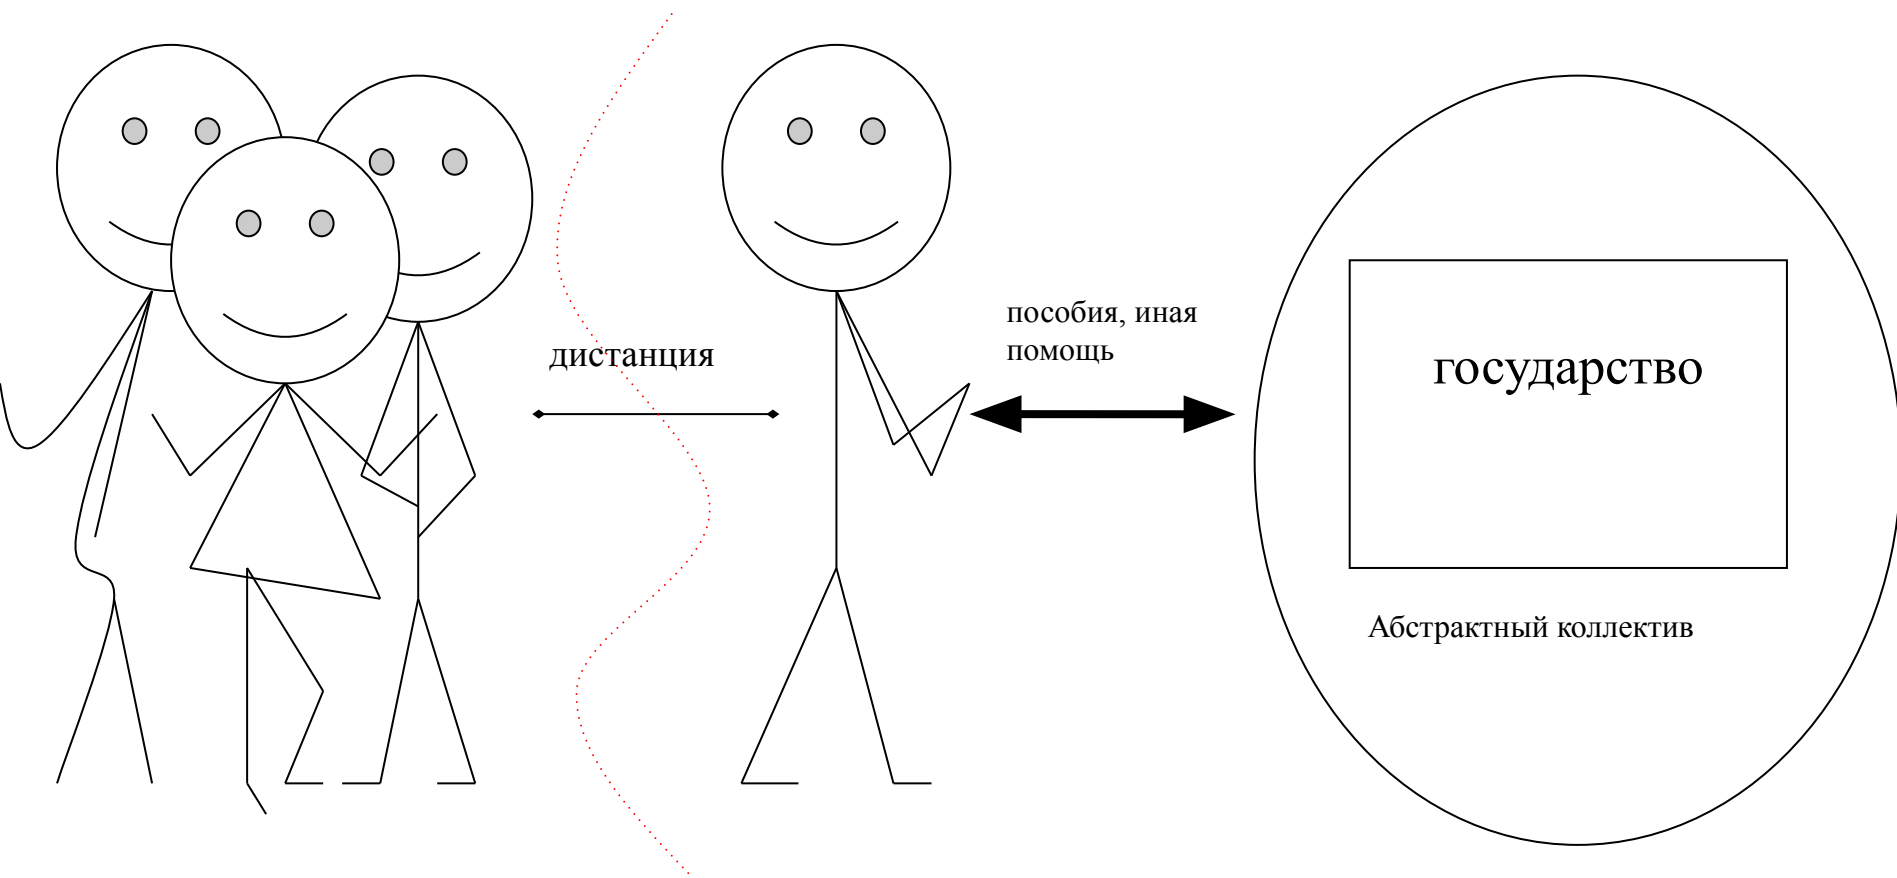 дистанция
пособия, иная
помощь
государство
Абстрактный коллектив